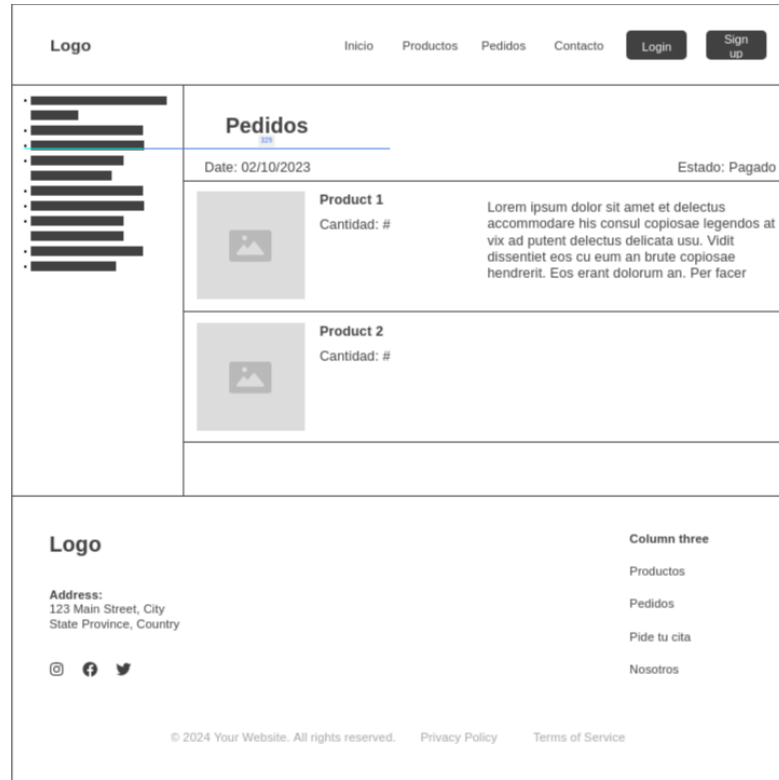 Logo
Inicio
Productos
Pedidos
Contacto
Login
Sign
up
Pedidos
329
Date: 02/10/2023
Estado: Pagado
Product 1
Cantidad: #
Lorem ipsum dolor sit amet et delectus
accommodare his consul copiosae legendos at
vix ad putent delectus delicata usu. Vidit
dissentiet eos cu eum an brute copiosae
hendrerit. Eos erant dolorum an. Per facer
Product 2
Cantidad: #
Logo
Address:
123 Main Street, City
State Province, Country
Column three
Productos
Pedidos
Pide tu cita
Nosotros
© 2024 Your Website. All rights reserved.
Privacy Policy
Terms of Service